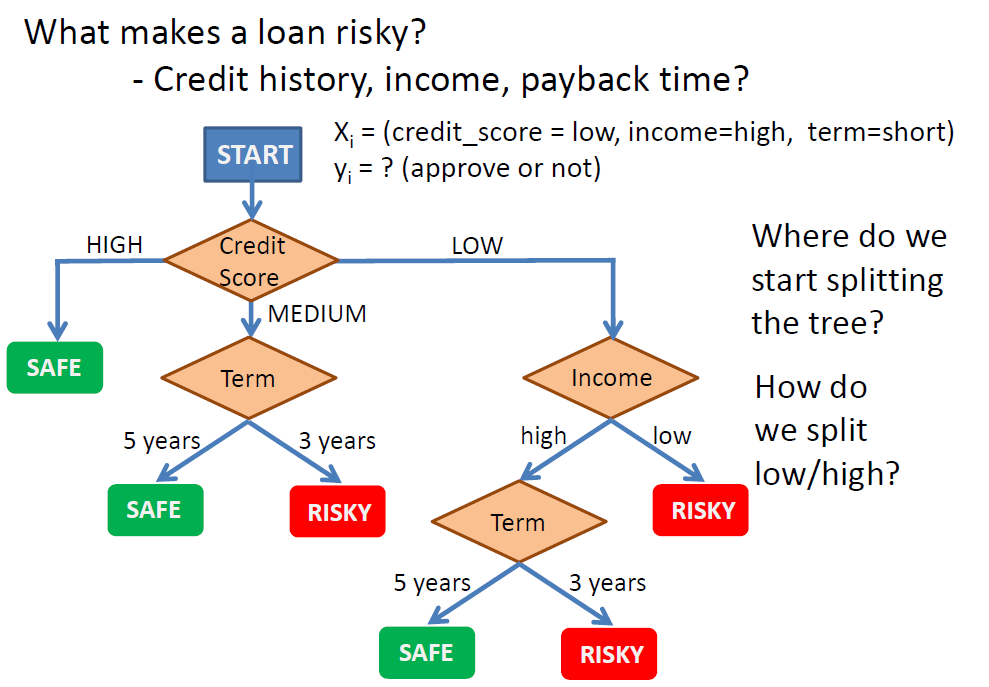 What makes a loan risky?
- Credit history, income, payback time?
Xi = (credit_score = low, income=high, term=short)
yi = ? (approve or not)
START
HIGH
Credit
Score
LOW
MEDIUM
Where do we
start splitting
the tree?
SAFE
Term
Income
How do
we split
low/high?
5 years
3 years
high
low
SAFE
RISKY
Term
RISKY
5 years
3 years
SAFE
RISKY